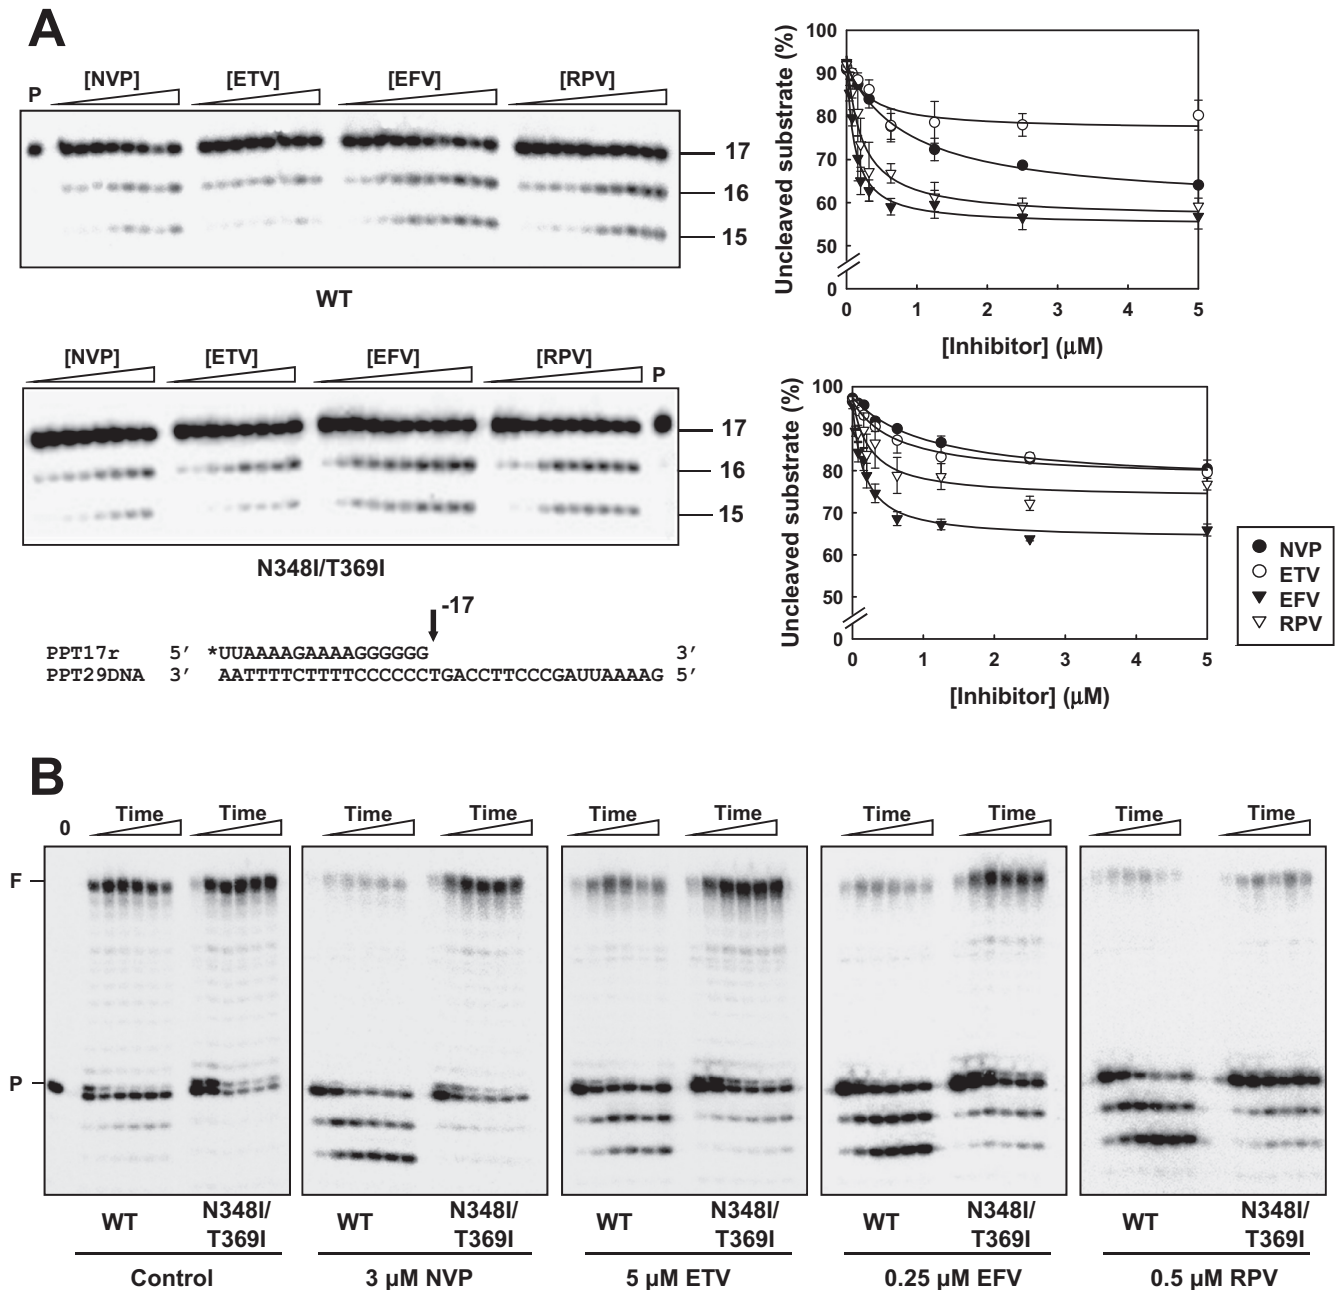 A
P [NVP] [ETV] [EFV] [RPV]
17
16
15
WT
Uncleaved substrate (%)
100
90
80
70
60
50
0
0 1 2 3 4 5
[Inhibitor] (μM)
[NVP] [ETV] [EFV] [RPV] P
17
16
15
N348I/T369I
Uncleaved substrate (%)
100
90
80
70
60
50
0
0 1 2 3 4 5
[Inhibitor] (μM)
NVP
ETV
EFV
RPV
-17
PPT17r 5′ *UUAAAAGAAAAGGGGGG 3′
PPT29DNA 3′ AATTTTCTTTTCCCCCCTGACCTTCCCGAUUAAAAG 5′
B
0 Time Time Time Time Time Time Time Time Time Time
F
P
WT N348I/T369I WT N348I/T369I WT N348I/T369I WT N348I/T369I WT N348I/T369I
Control 3 μM NVP 5 μM ETV 0.25 μM EFV 0.5 μM RPV